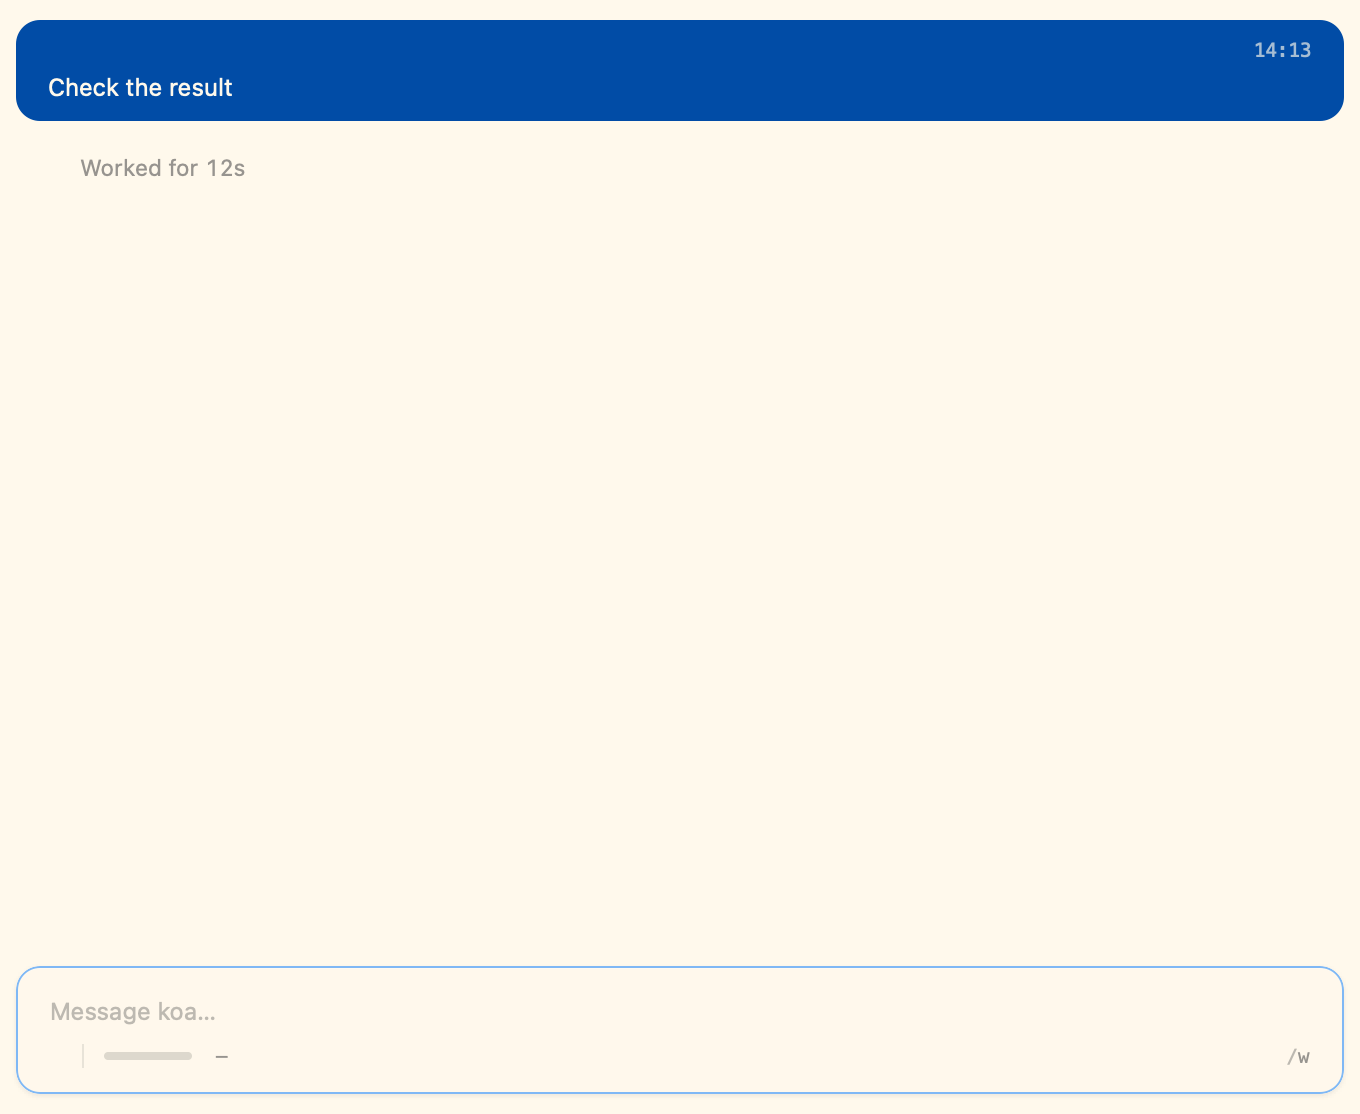 14:13
Check the result
Worked for 12s
Message koa...
— /w